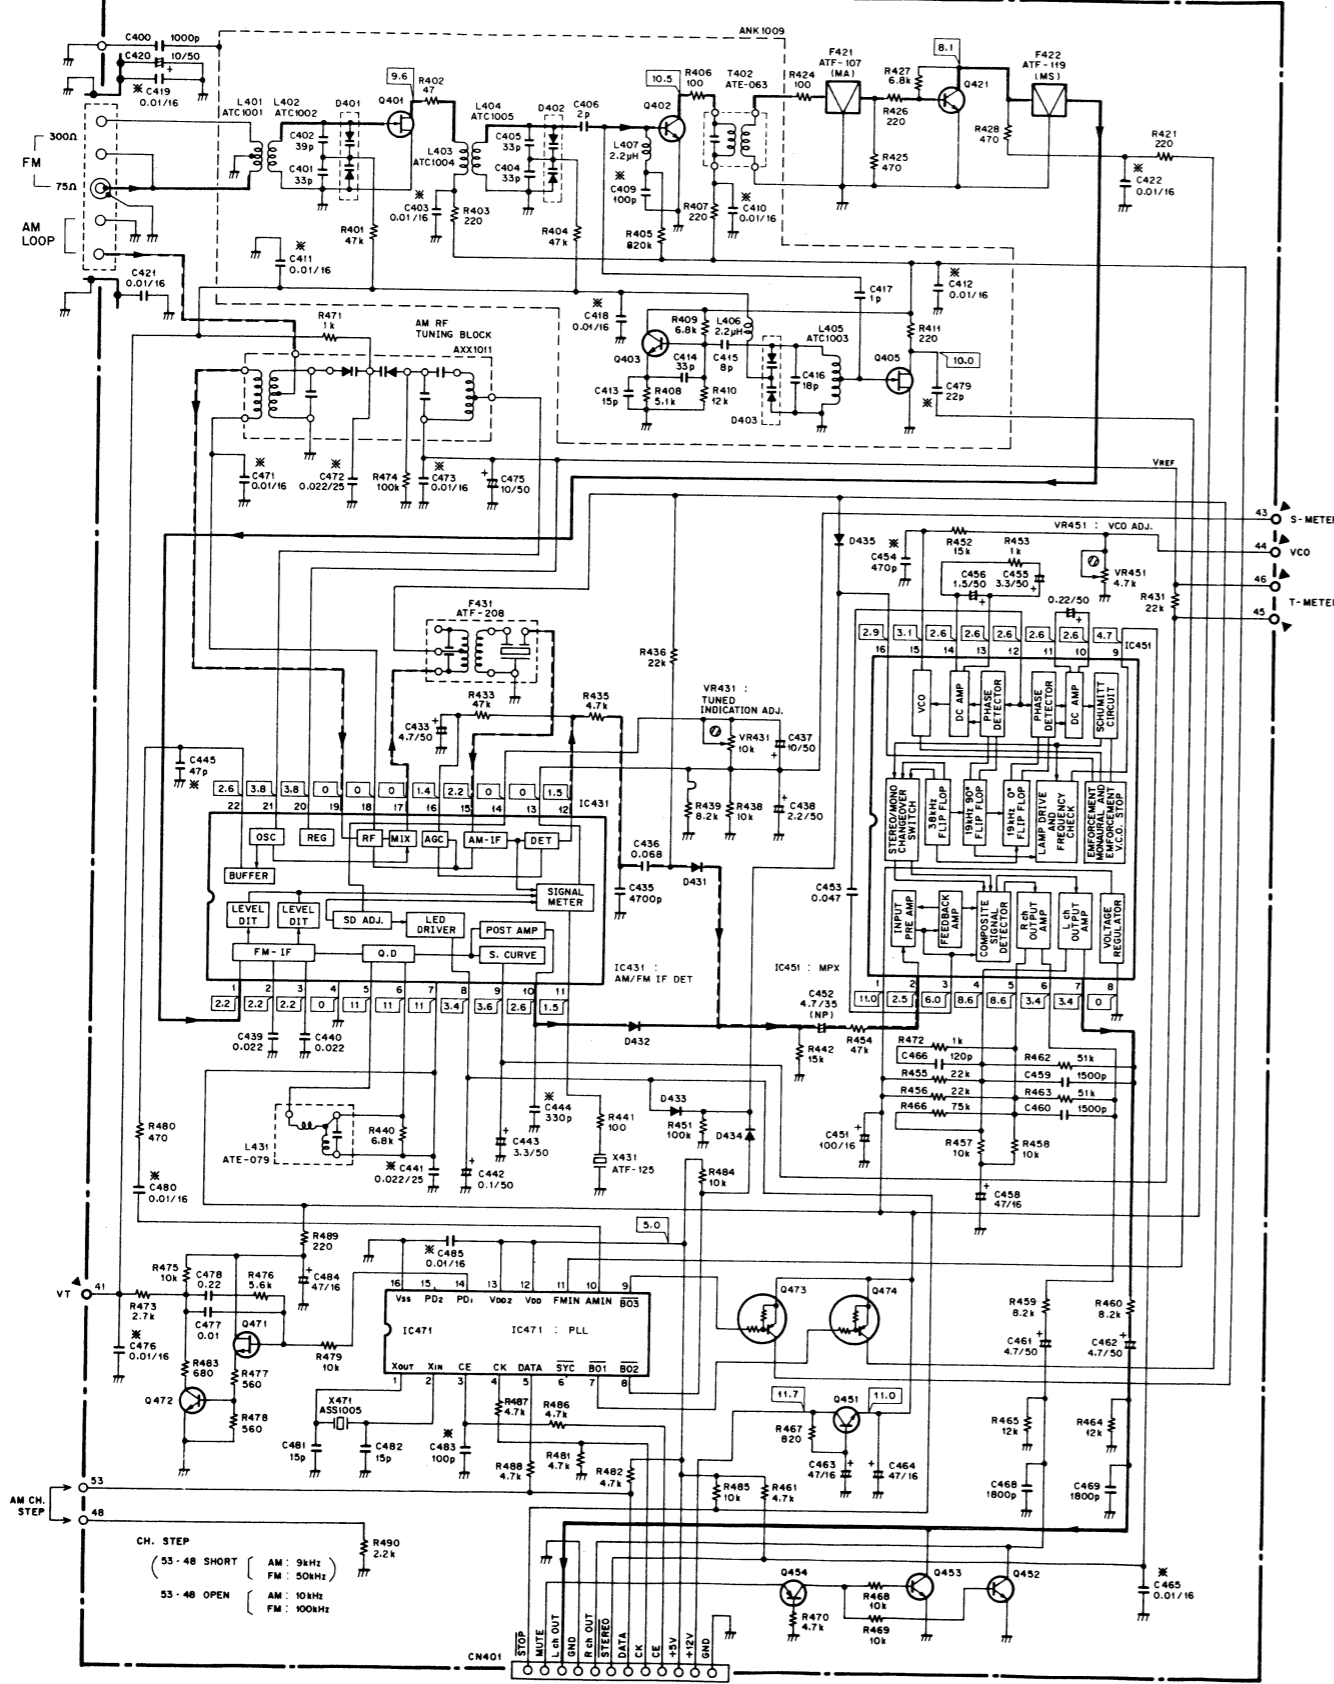 ANK1009
C400 1000p
C420 10/50
+
※ C419
0.01/16
300Ω
FM
75Ω
AM
LOOP
C421
0.01/16
L401
ATC1001
L402
ATC1002
D401
C402
39p
C401
33p
9.6
Q401
R402
47
L403
ATC1004
L404
ATC1005
D402
C405
33p
C404
33p
C406
2p
10.5
Q402
R406
100
T402
ATE-063
R424
100
F421
ATF-107
(MA)
R427
6.8k
8.1
Q421
F422
ATF-119
(MS)
R426
220
R425
470
R428
470
R421
220
※
C422
0.01/16
L407
2.2μH
※
C409
100p
R407
220
※
C410
0.01/16
R405
820k
※
C403
0.01/16
R403
220
R401
47k
R404
47k
※
C411
0.01/16
※
C418
0.01/16
C417
1p
※
C412
0.01/16
R471
1k
AM RF
TUNING BLOCK
AXX1011
R409
6.8k
L406
2.2μH
L405
ATC1003
R411
220
Q403
C414
33p
C415
8p
C416
18p
Q405
10.0
C413
15p
R408
5.1k
R410
12k
D403
C479
22p
※
※
C471
0.01/16
C472
※
0.022/25
R474
100k
※
C473
0.01/16
+
C475
10/50
VREF
43
S-METER
44
VCO
46
T-METER
45
VR451 : VCO ADJ.
D435
※
C454
470p
R452
15k
R453
1k
C456
1.5/50
C455
3.3/50
VR451
4.7k
R431
22k
0.22/50
F431
ATF-208
R436
22k
2.9 3.1 2.6 2.6 2.6 2.6 2.6 4.7 IC451
16 15 14 13 12 11 10 9
VCO
DC AMP
PHASE
DETECTOR
PHASE
DETECTOR
DC AMP
SCHUMITT
CIRCUIT
STEREO/MONO
CHANGEOVER
SWITCH
38kHz
FLIP FLOP
19kHz 90°
FLIP FLOP
19kHz 0°
FLIP FLOP
LAMP DRIVE
AND
FREQUENCY
CHECK
EMFORCEMENT
MONAURAL AND
EMFORCEMENT
V.C.O. STOP
INPUT
PRE AMP
FEEDBACK
AMP
COMPOSITE
SIGNAL
DETECTOR
R ch
OUTPUT
AMP
L ch
OUTPUT
AMP
VOLTAGE
REGULATOR
1 2 3 4 5 6 7 8
11.0 2.5 6.0 8.6 8.6 3.4 3.4 0
IC451 : MPX
R433
47k
C433
4.7/50
R435
4.7k
VR431 :
TUNED
INDICATION ADJ.
VR431
10k
C437
10/50
R439
8.2k
R438
10k
C438
2.2/50
C445
47p
※
2.6 3.8 3.8 0 0 0 1.4 2.2 0 0 1.5
22 21 20 19 18 17 16 15 14 13 12
IC431
OSC
REG
RF
MIX
AGC
AM-IF
DET
BUFFER
LEVEL
DIT
LEVEL
DIT
SD ADJ.
LED
DRIVER
POST AMP
SIGNAL
METER
FM-IF
Q.D
S. CURVE
1 2 3 4 5 6 7 8 9 10 11
2.2 2.2 2.2 0 11 11 11 3.4 3.6 2.6 1.5
IC431 :
AM/FM IF DET
C436
0.068
C435
4700p
D431
C453
0.047
C452
4.7/35
(NP)
R454
47k
R442
15k
D432
C439
0.022
C440
0.022
R472 1k
C466 120p
R455 22k
R456 22k
R466 75k
R462 51k
C459 1500p
R463 51k
C460 1500p
C451
100/16
R457
10k
R458
10k
C458
47/16
L431
ATE-079
R440
6.8k
※ C441
0.022/25
C442
0.1/50
C443
3.3/50
※
C444
330p
R441
100
X431
ATF-125
D433
R451
100k
D434
R484
10k
R480
470
※
C480
0.01/16
R489
220
5.0
※ C485
0.01/16
R475
10k
C478
0.22
R476
5.6k
C484
47/16
VT
41
R473
2.7k
※
C476
0.01/16
C477
0.01
Q471
R479
10k
R483
680
R477
560
Q472
R478
560
16 15 14 13 12 11 10 9
Vss PD2 PD1 VDD2 VDD FMIN AMIN BO3
IC471
IC471 : PLL
XOUT XIN CE CK DATA SYC BO1 BO2
1 2 3 4 5 6 7 8
X471
ASS1005
C481
15p
C482
15p
※
C483
100p
R487
4.7k
R486
4.7k
R488
4.7k
R481
4.7k
R482
4.7k
Q473
Q474
11.7
Q451
11.0
R467
820
C463
47/16
C464
47/16
R485
10k
R461
4.7k
R459
8.2k
R460
8.2k
C461
4.7/50
C462
4.7/50
R465
12k
R464
12k
C468
1800p
C469
1800p
53
AM CH.
STEP
48
R490
2.2k
CH. STEP
53-48 SHORT
AM : 9kHz
FM : 50kHz
53-48 OPEN
AM : 10kHz
FM : 100kHz
Q454
R470
4.7k
R468
10k
R469
10k
Q453
Q452
※
C465
0.01/16
CN401
STOP
MUTE
L ch OUT
GND
R ch OUT
STEREO
DATA
CK
CE
+5V
+12V
GND